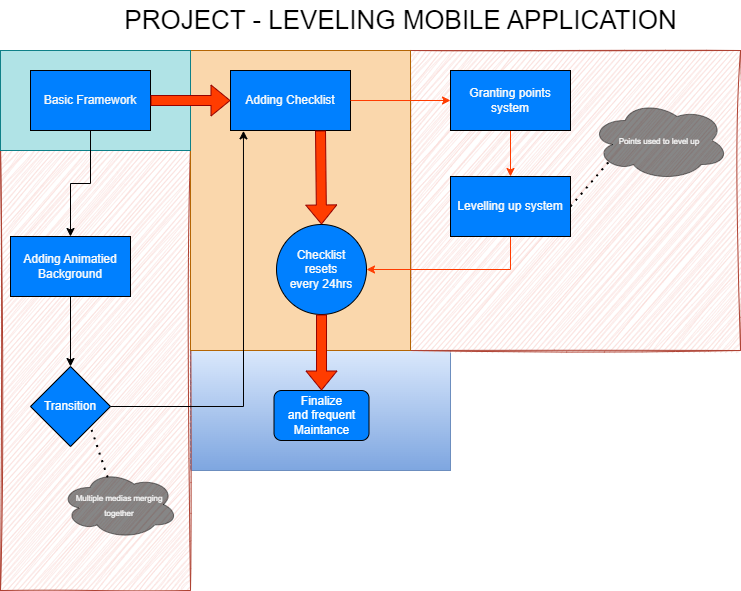 PROJECT - LEVELING MOBILE APPLICATION
Basic Framework
Adding Checklist
Granting points
system
Points used to level up
Levelling up system
Adding Animatied
Background
Checklist
resets
every 24hrs
Transition
Finalize
and frequent
Maintance
Multiple medias merging
together